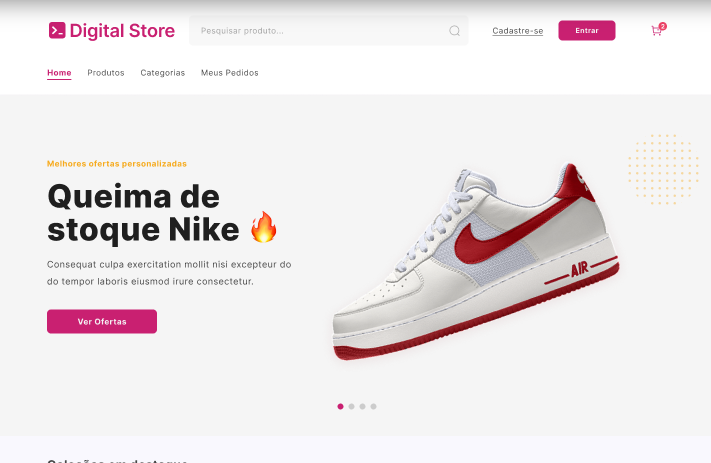 Digital Store
Pesquisar produto...
Cadastre-se
Entrar
2
Home
Produtos
Categorias
Meus Pedidos
Melhores ofertas personalizadas
Queima de
stoque Nike 🔥
Consequat culpa exercitation mollit nisi excepteur do
do tempor laboris eiusmod irure consectetur.
Ver Ofertas
AIR